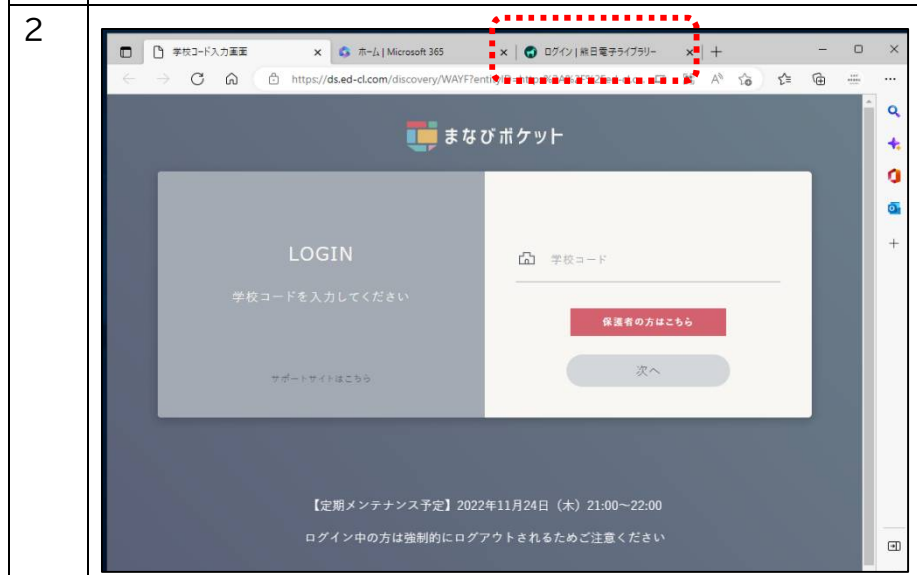 2
学校コード入力画面
ホーム | Microsoft 365
ログイン | 熊日電子ライブラリー
https://ds.ed-cl.com/discovery/WAYF?enti
まなびポケット
LOGIN
学校コードを入力してください
サポートサイトはこちら
学校コード
保護者の方はこちら
次へ
【定期メンテナンス予定】2022年11月24日（木）21:00～22:00
ログイン中の方は強制的にログアウトされるためご注意ください